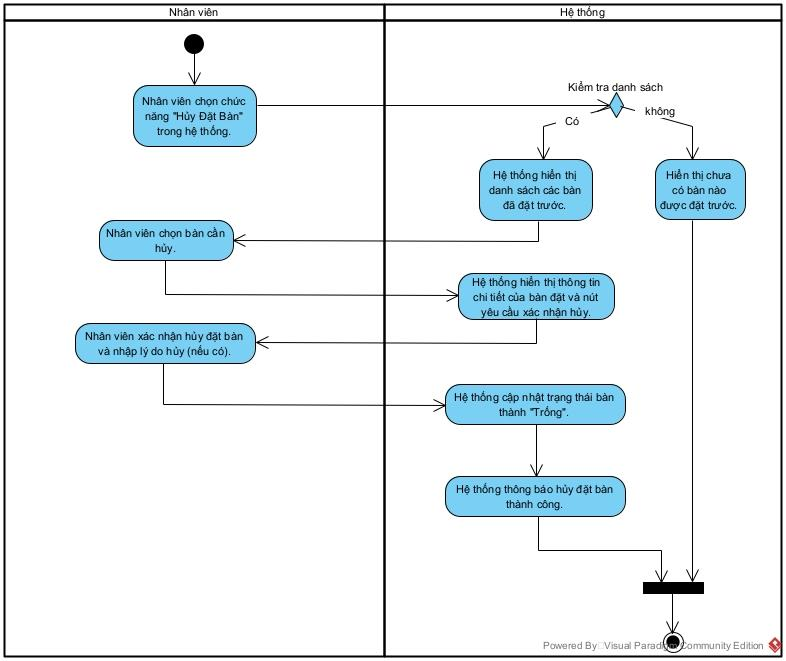 Nhân viên
Hệ thống
Kiểm tra danh sách
Nhân viên chọn chức
năng "Hủy Đặt Bàn"
trong hệ thống.
Có
không
Hệ thống hiển thị
danh sách các bàn
đã đặt trước.
Hiển thị chưa
có bàn nào
được đặt trước.
Nhân viên chọn bàn cần
hủy.
Hệ thống hiển thị thông tin
chi tiết của bàn đặt và nút
yêu cầu xác nhận hủy.
Nhân viên xác nhận hủy đặt bàn
và nhập lý do hủy (nếu có).
Hệ thống cập nhật trạng thái bàn
thành "Trống".
Hệ thống thông báo hủy đặt bàn
thành công.
Powered By Visual Paradigm Community Edition